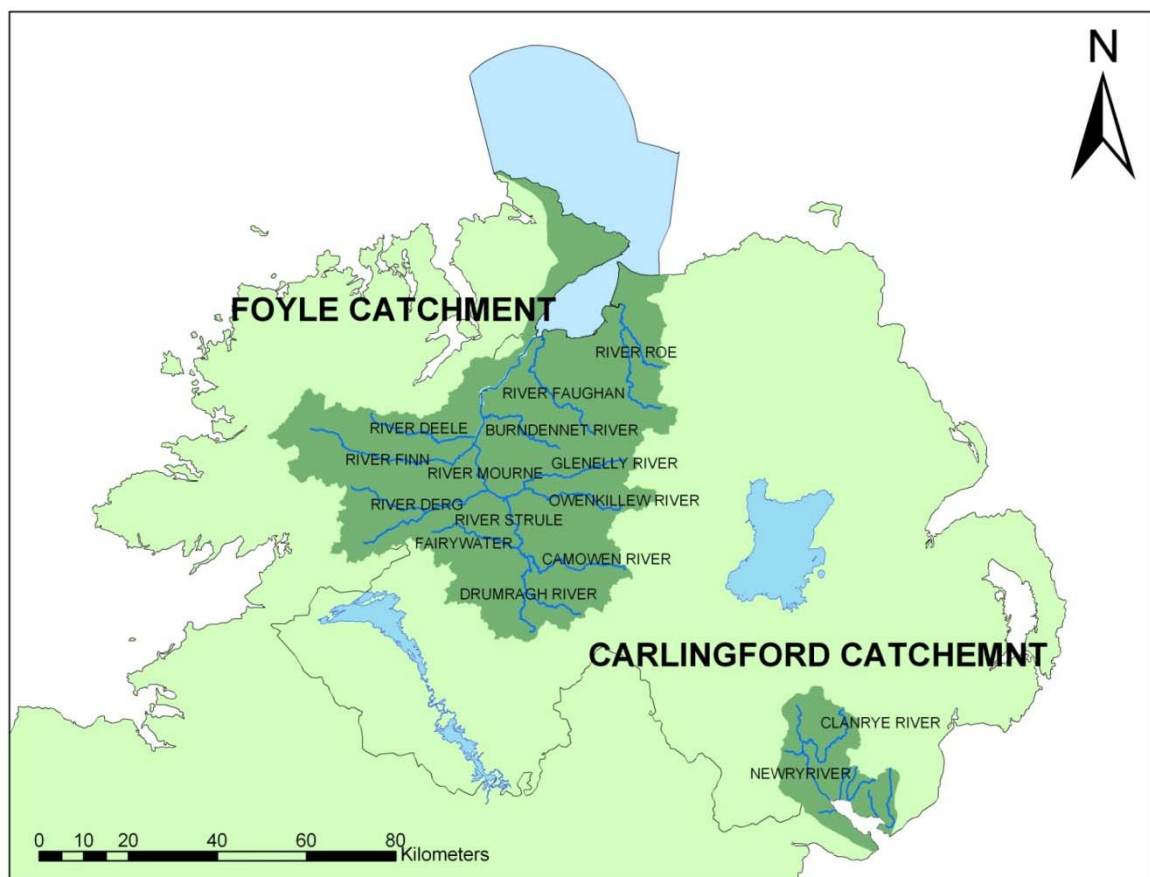 N
FOYLE CATCHMENT
RIVER ROE
RIVER FAUGHAN
RIVER DEELE
BURNDENNET RIVER
RIVER FINN
GLENELLY RIVER
RIVER MOURNE
RIVER DERG
OWENKILLEW RIVER
RIVER STRULE
FAIRYWATER
CAMOWEN RIVER
DRUMRAGH RIVER
CARLINGFORD CATCHEMNT
CLANRYE RIVER
NEWRYRIVER
0 10 20 40 60 80
Kilometers